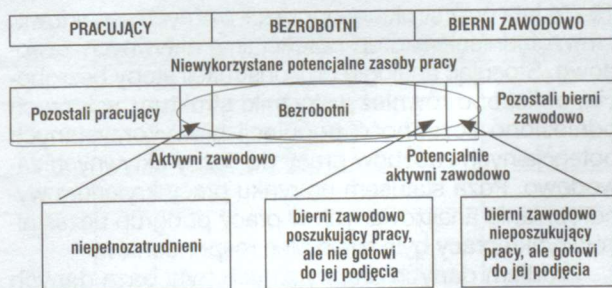 PRACUJĄCY BEZROBOTNI BIERNI ZAWODOWO
Niewykorzystane potencjalne zasoby pracy
Pozostali pracujący Bezrobotni pozostali bierni
zawodowo
Aktywni zawodowo Potencjalnie
aktywni zawodowo
niepełnozatrudnieni
bierni zawodowo
poszukujący pracy,
ale nie gotowi
do jej podjęcia
bierni zawodowo
nieposzukujący
pracy, ale gotowi
do jej podjęcia